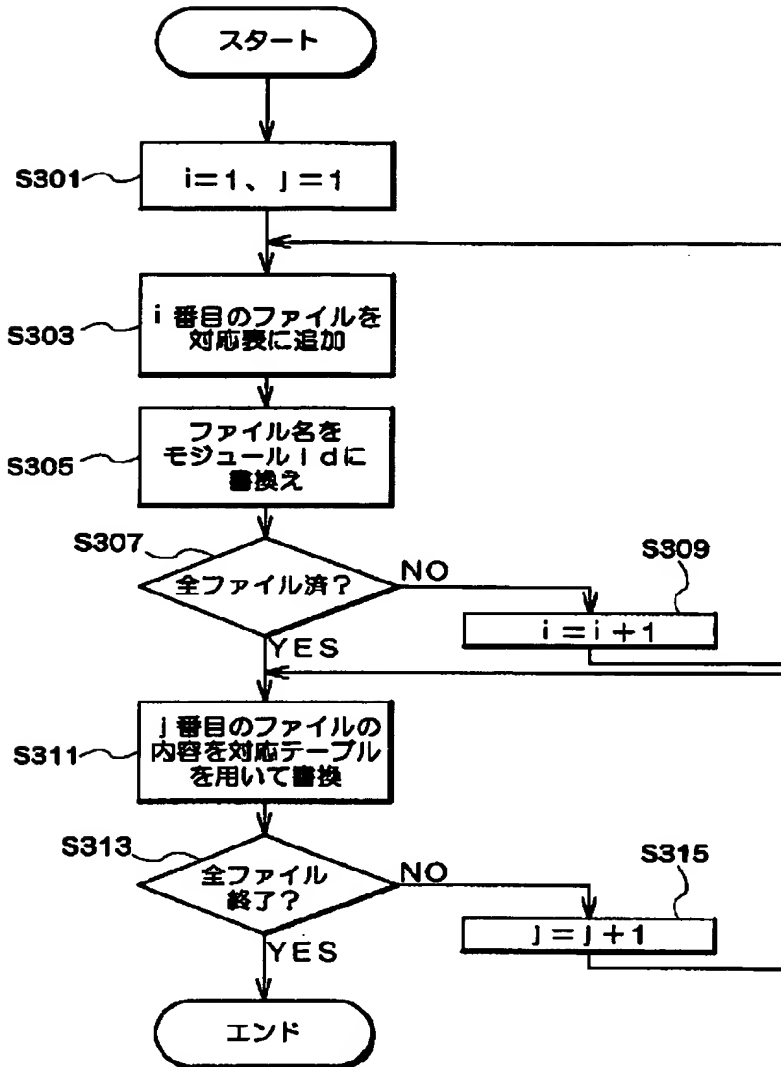 スタート
S301
i=1、j=1
S303
i番目のファイルを
対応表に追加
S305
ファイル名を
モジュールIdに
書換え
S307
全ファイル済?
NO
S309
i=i+1
YES
S311
j番目のファイルの
内容を対応テーブル
を用いて書換
S313
全ファイル
終了?
NO
S315
j=j+1
YES
エンド